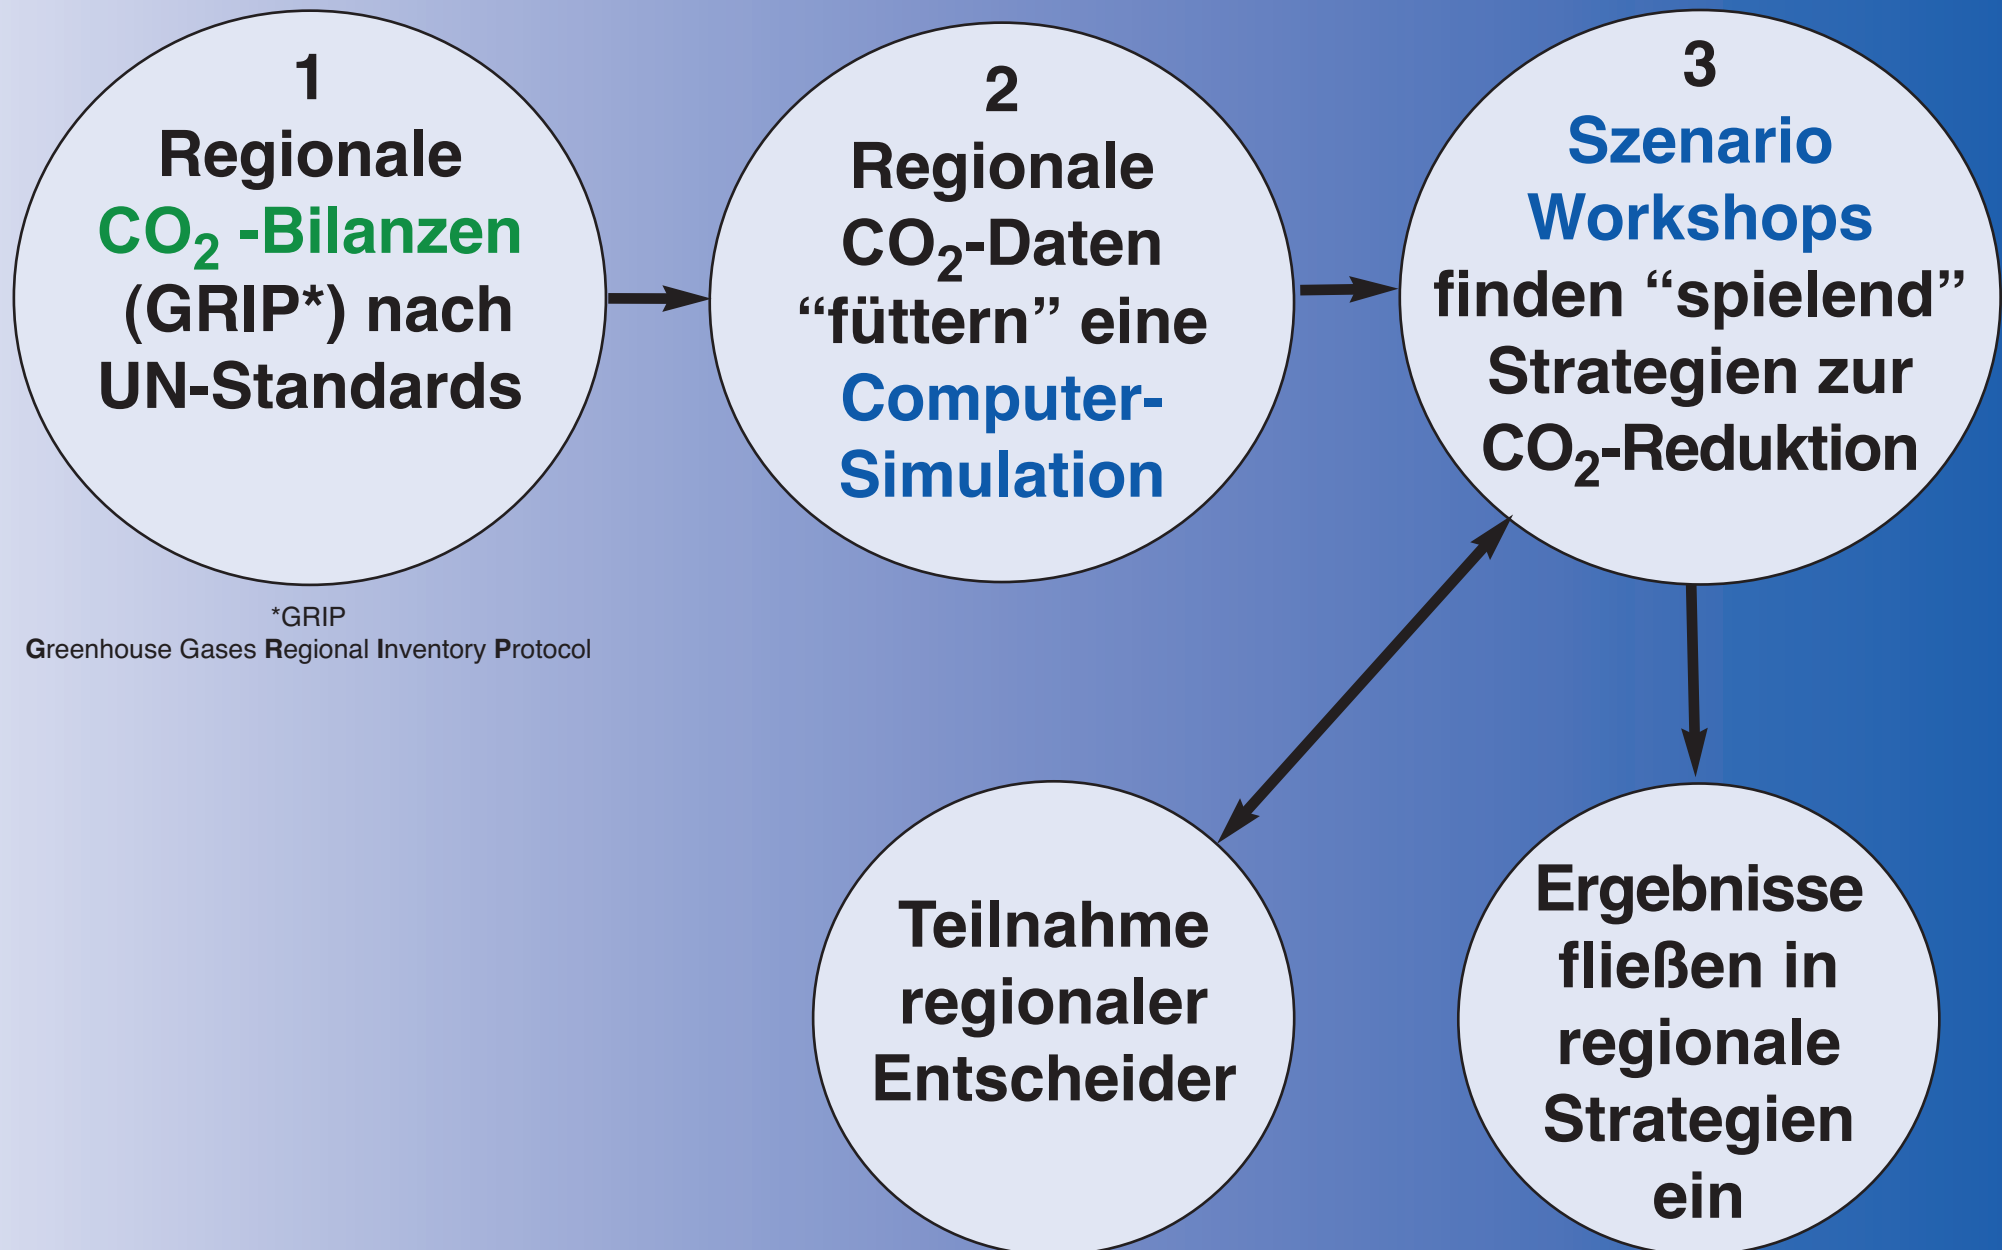 1
Regionale
CO₂ -Bilanzen
(GRIP*) nach
UN-Standards
*GRIP
Greenhouse Gases Regional Inventory Protocol
2
Regionale
CO₂-Daten
“füttern” eine
Computer-
Simulation
3
Szenario
Workshops
finden “spielend”
Strategien zur
CO₂-Reduktion
Teilnahme
regionaler
Entscheider
Ergebnisse
fließen in
regionale
Strategien
ein